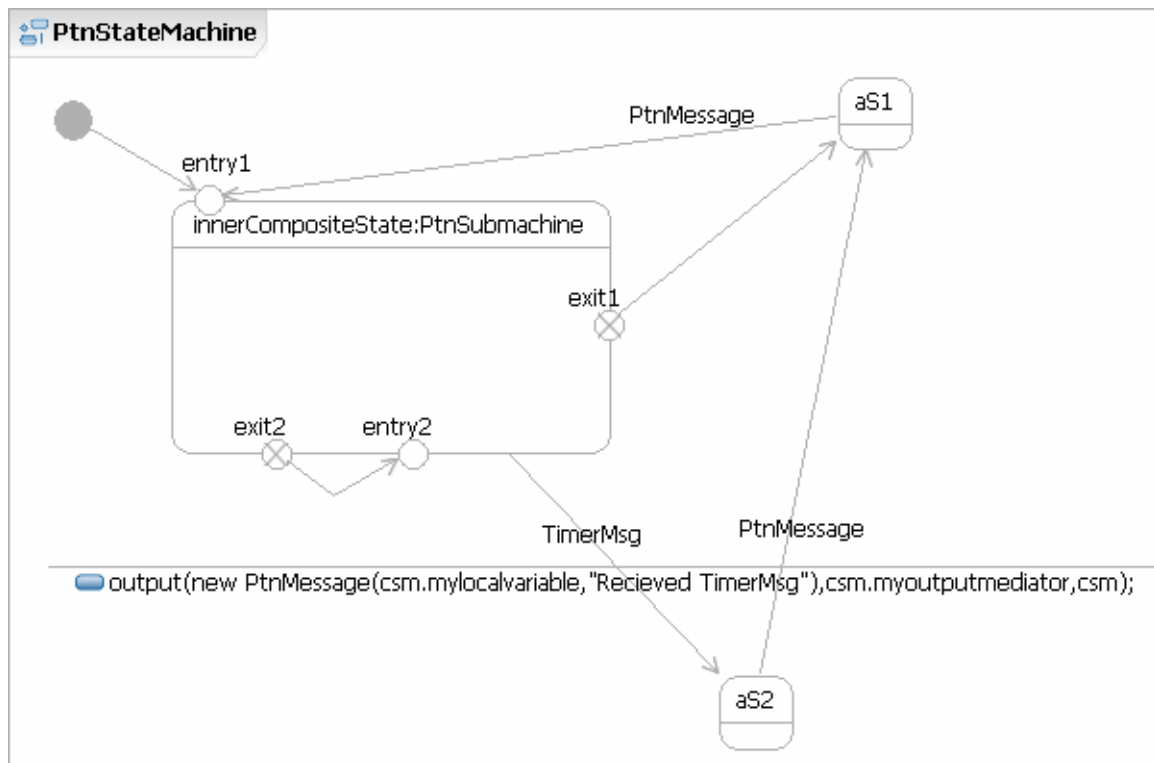 PtnStateMachine
aS1
PtnMessage
entry1
innerCompositeState:PtnSubmachine
exit1
exit2
entry2
TimerMsg
PtnMessage
output(new PtnMessage(csm.mylocalvariable,"Recieved TimerMsg"),csm.myoutputmediator,csm);
aS2